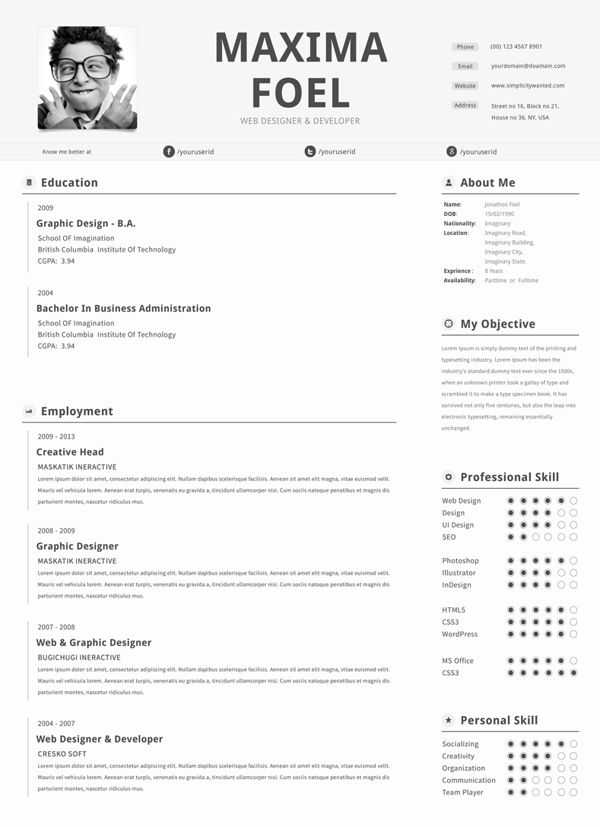 MAXIMA
FOEL
WEB DESIGNER & DEVELOPER
Phone (00) 123 4567 8901
Email yourdomain@doamain.com
Website www.simplicitywanted.com
Address Street no 16, Block no 21,
House no 36, NY, USA
Know me better at /youruserid /youruserid /youruserid
Education
2009
Graphic Design - B.A.
School OF Imagination
British Columbia Institute Of Technology
CGPA: 3.94
2004
Bachelor In Business Administration
School OF Imagination
British Columbia Institute Of Technology
CGPA: 3.94
Employment
2009 - 2013
Creative Head
MASKATIK INERACTIVE
Lorem ipsum dolor sit amet, consectetur adipiscing elit. Nullam dapibus scelerisque facilisis. Aenean sit amet elit magna, vitae euismod elit.
Mauris vel vehicula lorem. Aenean erat turpis, venenatis eu gravida a, tincidunt ullamcorper nisi. Cum sociis natoque penatibus et magnis dis
parturient montes, nascetur ridiculus mus.
2008 - 2009
Graphic Designer
MASKATIK INERACTIVE
Lorem ipsum dolor sit amet, consectetur adipiscing elit. Nullam dapibus scelerisque facilisis. Aenean sit amet elit magna, vitae euismod elit.
Mauris vel vehicula lorem. Aenean erat turpis, venenatis eu gravida a, tincidunt ullamcorper nisi. Cum sociis natoque penatibus et magnis dis
parturient montes, nascetur ridiculus mus.
2007 - 2008
Web & Graphic Designer
BUGICHUGI INERACTIVE
Lorem ipsum dolor sit amet, consectetur adipiscing elit. Nullam dapibus scelerisque facilisis. Aenean sit amet elit magna, vitae euismod elit.
Mauris vel vehicula lorem. Aenean erat turpis, venenatis eu gravida a, tincidunt ullamcorper nisi. Cum sociis natoque penatibus et magnis dis
parturient montes, nascetur ridiculus mus.
2004 - 2007
Web Designer & Developer
CRESKO SOFT
Lorem ipsum dolor sit amet, consectetur adipiscing elit. Nullam dapibus scelerisque facilisis. Aenean sit amet elit magna, vitae euismod elit.
Mauris vel vehicula lorem. Aenean erat turpis, venenatis eu gravida a, tincidunt ullamcorper nisi. Cum sociis natoque penatibus et magnis dis
parturient montes, nascetur ridiculus mus.
About Me
Name: Jonathon Foel
DOB: 15/02/1990
Nationality: Imaginary
Location: Imaginary Road,
Imaginary Building,
Imaginary City,
Imaginary State.
Exprience : 8 Years
Availability: Partime or Fulltime
My Objective
Lorem Ipsum is simply dummy text of the printing and
typesetting industry. Lorem Ipsum has been the
industry's standard dummy text ever since the 1500s,
when an unknown printer took a galley of type and
scrambled it to make a type specimen book. It has
survived not only five centuries, but also the leap into
electronic typesetting, remaining essentially
unchanged.
Professional Skill
Web Design
Design
UI Design
SEO
Photoshop
Illustrator
InDesign
HTML5
CSS3
WordPress
MS Office
CSS3
Personal Skill
Socializing
Creativity
Organization
Communication
Team Player